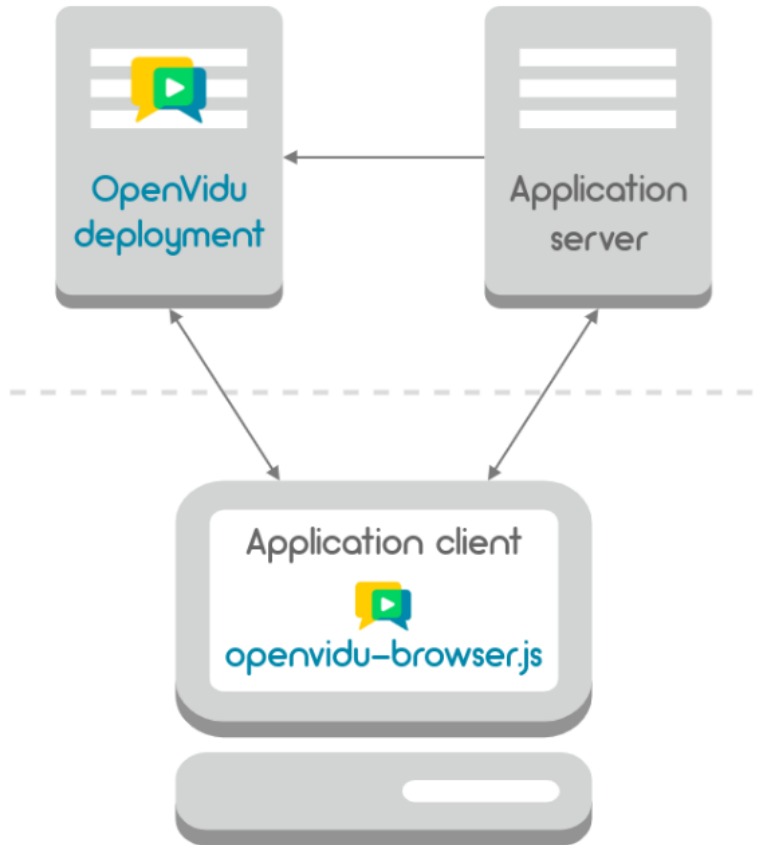 OpenVidu
deployment
Application
server
Application client
openvidu-browser.js